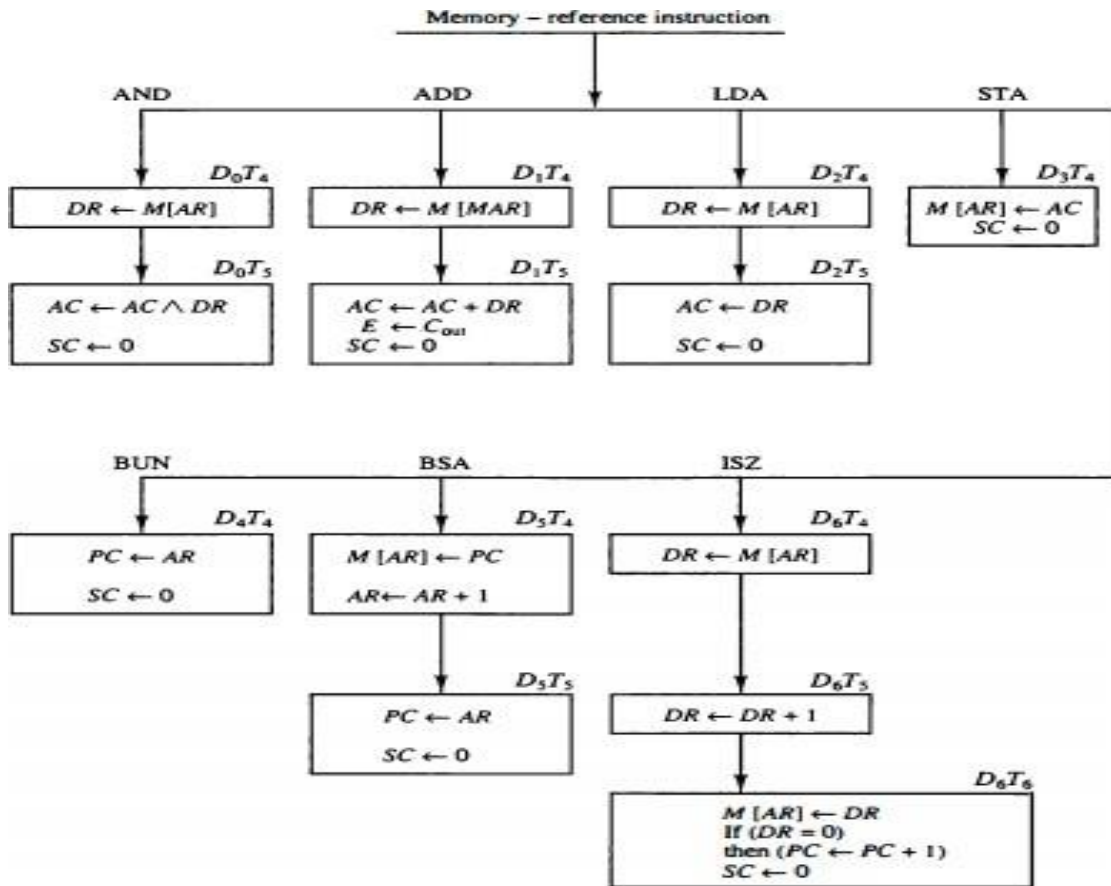 Memory – reference instruction
AND
ADD
LDA
STA
D₀T₄
D₁T₄
D₂T₄
D₃T₄
DR ← M[AR]
DR ← M [MAR]
DR ← M [AR]
M [AR] ← AC
SC ← 0
D₀T₅
D₁T₅
D₂T₅
AC ← AC ∧ DR
SC ← 0
AC ← AC + DR
E ← Cout
SC ← 0
AC ← DR
SC ← 0
BUN
BSA
ISZ
D₄T₄
D₅T₄
D₆T₄
PC ← AR
SC ← 0
M [AR] ← PC
AR ← AR + 1
DR ← M [AR]
D₅T₅
D₆T₅
PC ← AR
SC ← 0
DR ← DR + 1
D₆T₆
M [AR] ← DR
If (DR = 0)
then (PC ← PC + 1)
SC ← 0